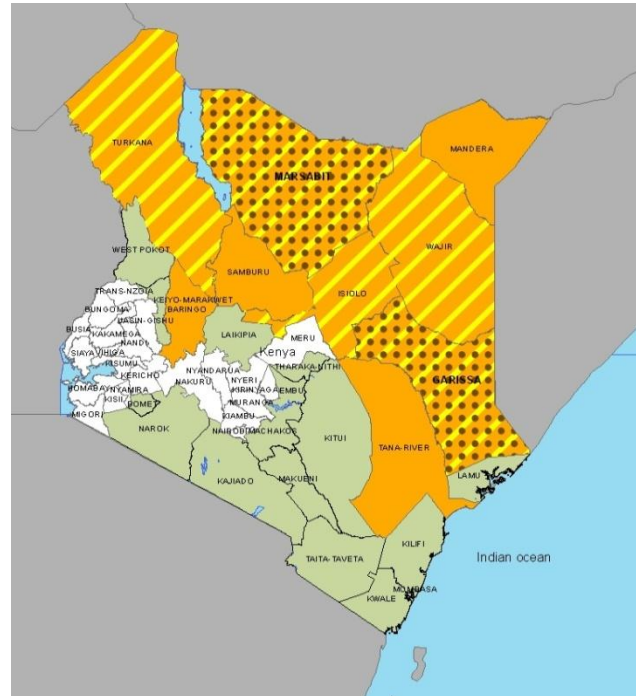 TURKANA
MANDERA
MARSABIT
WAJIR
WEST POKOT
SAMBURU
ISIOLO
TRANS-NZOIA
KEIYO-MARAKWET
BUNGOMA
UASIN-GISHU
BARINGO
BUSIA
KAKAMEGA
LAIKIPIA
MERU
NANDI
SIAYA
VIHIGA
Kenya
KISUMU
THARAKA-NITHI
GARISSA
KERICHO
NYANDARUA
NYERI
HOMABAY
NYAMIRA
NAKURU
KIRINYAGA
EMBU
KISII
BOMET
MURANGA
MIGORI
KIAMBU
NAROK
NAIROBI
MACHAKOS
KITUI
TANA-RIVER
LAMU
KAJIADO
MAKUENI
KILIFI
TAITA-TAVETA
Indian ocean
MOMBASA
KWALE